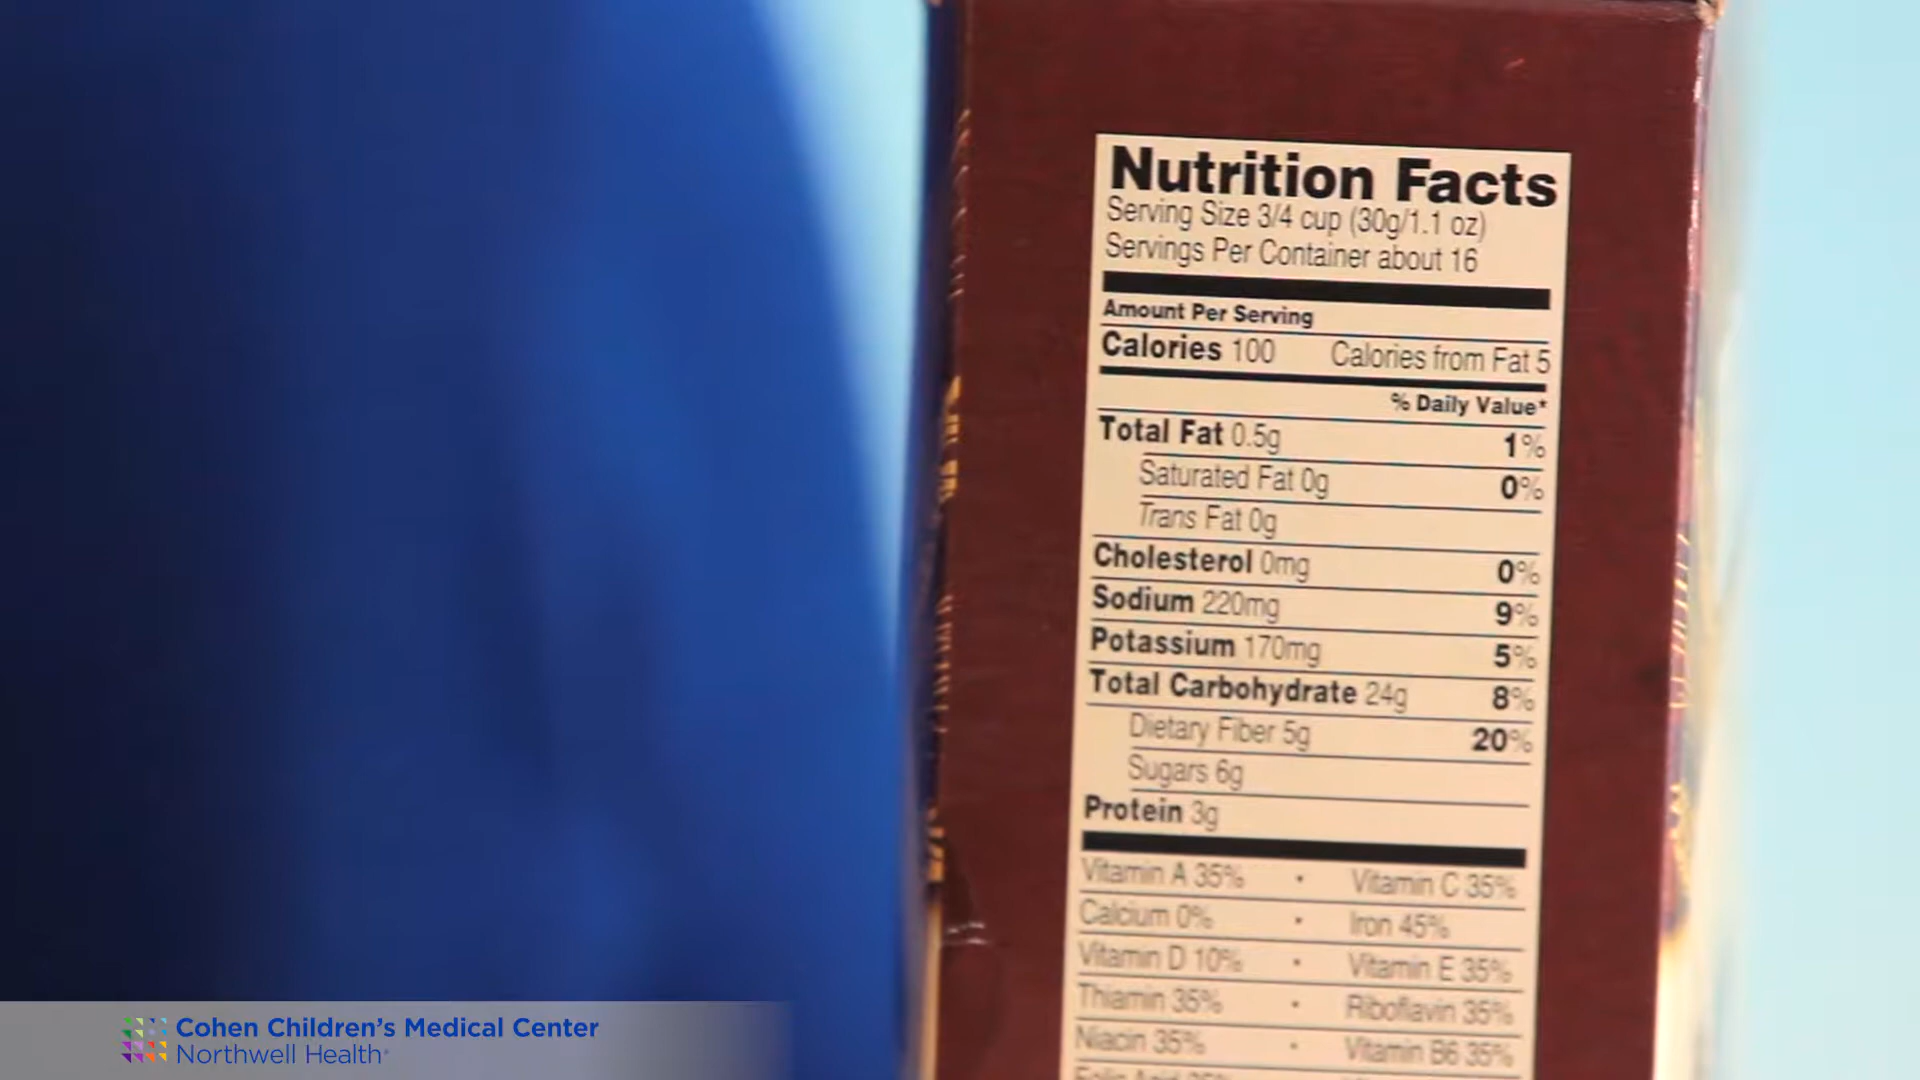 Nutrition Facts
Serving Size 3/4 cup (30g/1.1 oz)
Servings Per Container about 16
Amount Per Serving
Calories 100 Calories from Fat 5
% Daily Value*
Total Fat 0.5g 1%
Saturated Fat 0g 0%
Trans Fat 0g
Cholesterol 0mg 0%
Sodium 220mg 9%
Potassium 170mg 5%
Total Carbohydrate 24g 8%
Dietary Fiber 5g 20%
Sugars 6g
Protein 3g
Vitamin A 35% • Vitamin C 35%
Calcium 0% • Iron 45%
Vitamin D 10% • Vitamin E 35%
Thiamin 35% • Riboflavin 35%
Niacin 35% • Vitamin B6 35%
Cohen Children's Medical Center
Northwell Health